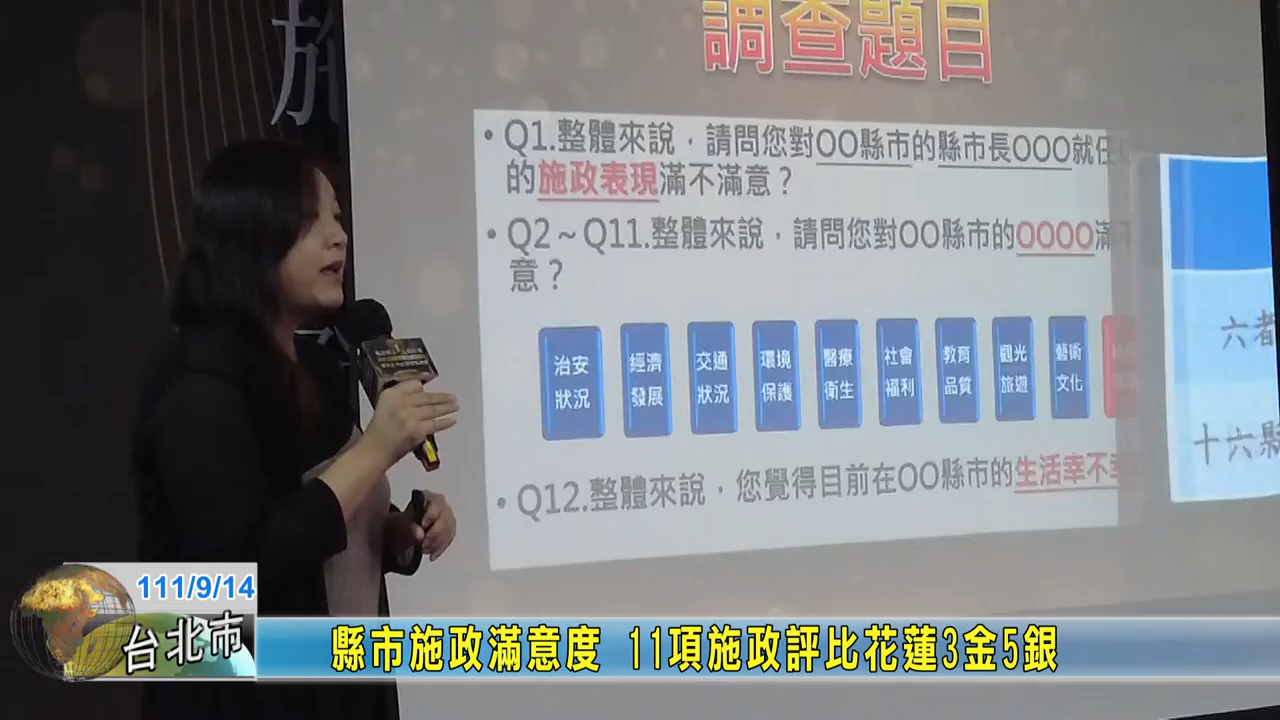 施
調查題目
• Q1.整體來說，請問您對OO縣市的縣市長OOO就任
的施政表現滿不滿意？
• Q2～Q11.整體來說，請問您對OO縣市的OOOO滿不
意？
治安狀況
經濟發展
交通狀況
環境保護
醫療衛生
社會福利
教育品質
觀光旅遊
藝術文化
• Q12.整體來說，您覺得目前在OO縣市的生活幸不幸
六都
十六縣
111/9/14
台北市
縣市施政滿意度 11項施政評比花蓮3金5銀